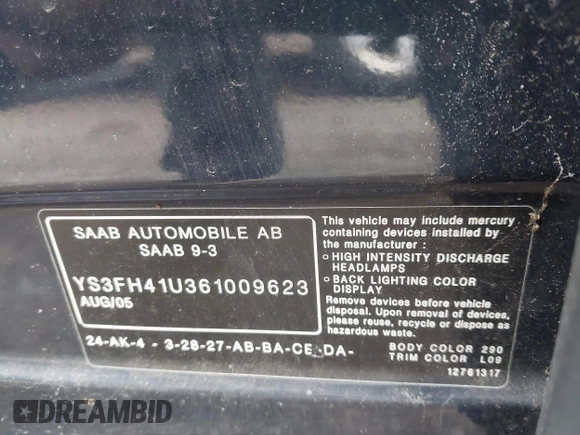 SAAB AUTOMOBILE AB
SAAB 9-3
YS3FH41U361009623
AUG/05
24-AK-4 - 3-28-27-AB-BA-CE-DA-
This vehicle may include mercury
containing devices installed by
the manufacturer :
○ HIGH INTENSITY DISCHARGE
HEADLAMPS
○ BACK LIGHTING COLOR
DISPLAY
Remove devices before vehicle
disposal. Upon removal of devices,
please reuse, recycle or dispose as
hazardous waste.
BODY COLOR 290
TRIM COLOR L09
12761317
DREAMBID